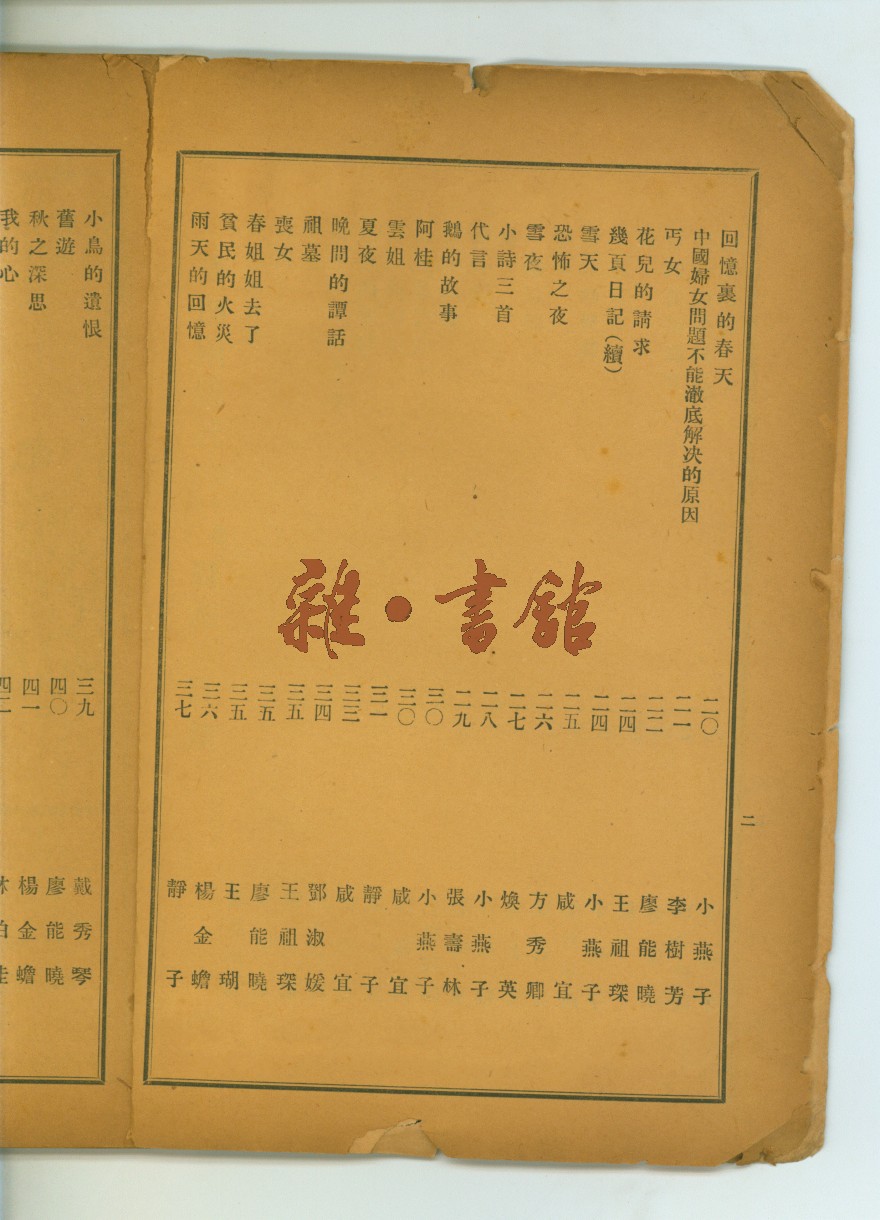 回憶裏的春天 二〇 小燕子
中國婦女問題不能澈底解决的原因 二一 李樹芳
丐女 二二 廖能曉
花兒的請求 二四 王祖琛
幾頁日記(續) 二四 小燕子
雪天 二五 咸宜
恐怖之夜 二六 方秀卿
雪夜 二七 煥英
小詩三首 二八 小燕子
代言 二九 張壽林
鵝的故事 三〇 小燕子
阿桂 三〇 咸宜
雲姐 三一 靜子
夏夜 三三 咸宜
晚間的譚話 三四 鄧淑媛
祖墓 三五 王祖琛
喪女 三五 廖能曉
春姐姐去了 三五 王瑚
貧民的火災 三六 楊金蟾
雨天的回憶 三七 靜子
二
小鳥的遺恨 三九 戴秀琴
舊遊 四〇 廖能曉
秋之深思 四一 楊金蟾
我的心
雜·書館